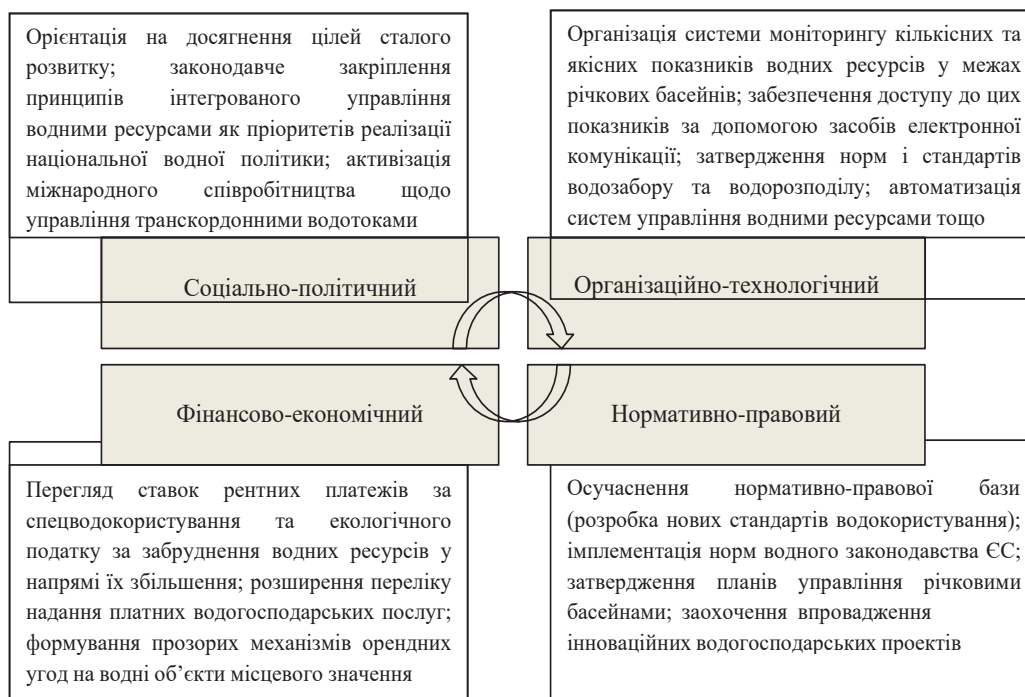 Орієнтація на досягнення цілей сталого
розвитку; законодавче закріплення
принципів інтегрованого управління
водними ресурсами як пріоритетів реалізації
національної водної політики; активізація
міжнародного співробітництва щодо
управління транскордонними водотоками
Організація системи моніторингу кількісних та
якісних показників водних ресурсів у межах
річкових басейнів; забезпечення доступу до цих
показників за допомогою засобів електронної
комунікації; затвердження норм і стандартів
водозабору та водорозподілу; автоматизація
систем управління водними ресурсами тощо
Соціально-політичний
Організаційно-технологічний
Фінансово-економічний
Нормативно-правовий
Перегляд ставок рентних платежів за
спецводокористування та екологічного
податку за забруднення водних ресурсів у
напрямі їх збільшення; розширення переліку
надання платних водогосподарських послуг;
формування прозорих механізмів орендних
угод на водні об’єкти місцевого значення
Осучаснення нормативно-правової бази
(розробка нових стандартів водокористування);
імплементація норм водного законодавства ЄС;
затвердження планів управління річковими
басейнами; заохочення впровадження
інноваційних водогосподарських проектів